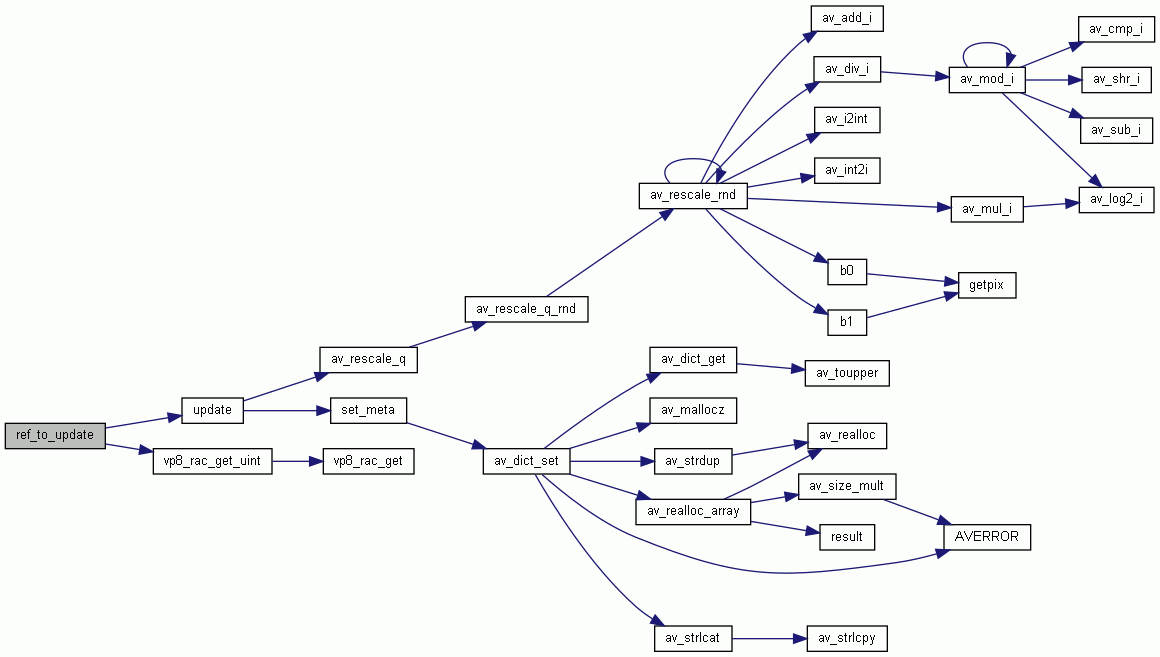 av_add_i
av_cmp_i
av_div_i
av_mod_i
av_shr_i
av_i2int
av_sub_i
av_int2i
av_rescale_rnd
av_log2_i
av_mul_i
b0
getpix
av_rescale_q_rnd
b1
av_rescale_q
av_dict_get
av_toupper
update
set_meta
av_mallocz
ref_to_update
av_realloc
vp8_rac_get_uint
vp8_rac_get
av_dict_set
av_strdup
av_size_mult
av_realloc_array
result
AVERROR
av_strlcat
av_strlcpy